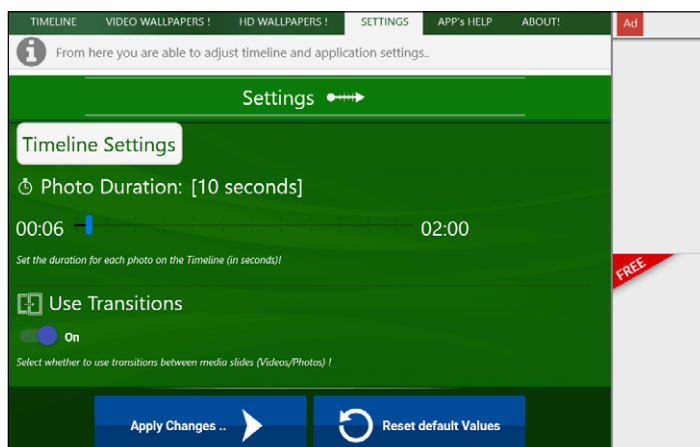 TIMELINE VIDEO WALLPAPERS ! HD WALLPAPERS ! SETTINGS APP's HELP ABOUT!
Ad
From here you are able to adjust timeline and application settings..
Settings
Timeline Settings
Photo Duration: [10 seconds]
00:06 02:00
Set the duration for each photo on the Timeline (in seconds)!
FREE
Use Transitions
On
Select whether to use transitions between media slides (Videos/Photos) !
Apply Changes .. Reset default Values